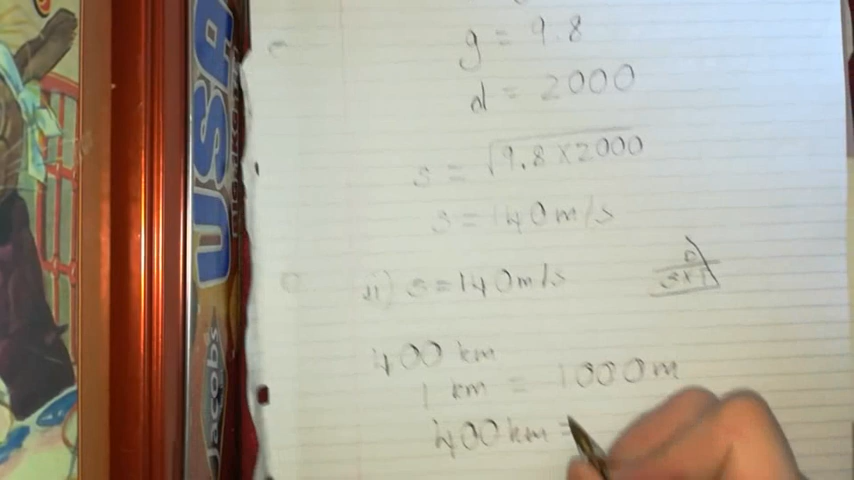 g = 9.8
d = 2000
s = √9.8 x 2000
s = 140 m/s
ii) s = 140 m/s
D
S x T
400 km
1 km = 1000 m
400 km =
USA
Jacobs